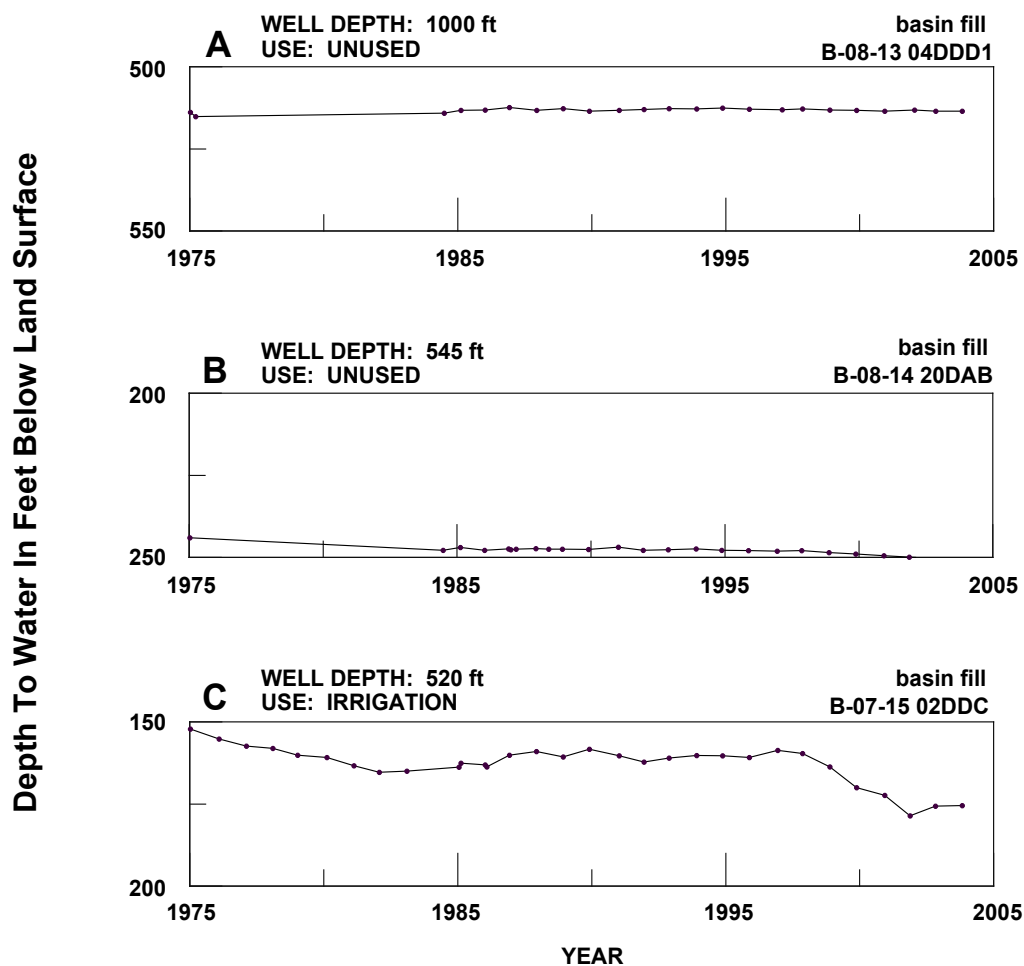 Depth To Water In Feet Below Land Surface
A
WELL DEPTH: 1000 ft
USE: UNUSED
basin fill
B-08-13 04DDD1
500
550
1975
1985
1995
2005
B
WELL DEPTH: 545 ft
USE: UNUSED
basin fill
B-08-14 20DAB
200
250
1975
1985
1995
2005
C
WELL DEPTH: 520 ft
USE: IRRIGATION
basin fill
B-07-15 02DDC
150
200
1975
1985
1995
2005
YEAR